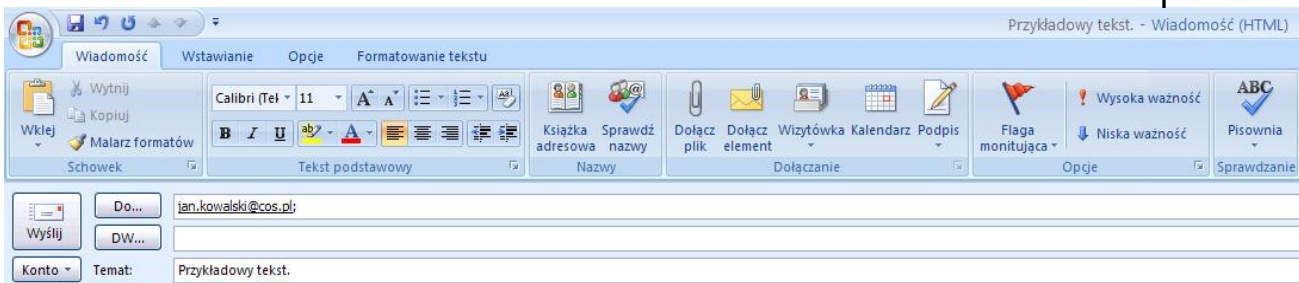 Przykładowy tekst. - Wiadomość (HTML)
Wiadomość Wstawianie Opcje Formatowanie tekstu
Wklej
Wytnij
Kopiuj
Malarz formatów
Schowek
Calibri (Tek 11
B I U
Tekst podstawowy
Książka adresowa
Sprawdź nazwy
Nazwy
Dołącz plik
Dołącz element
Wizytówka
Kalendarz
Podpis
Dołączanie
Flaga monitująca
Wysoka ważność
Niska ważność
Opcje
ABC
Pisownia
Sprawdzanie
Wyślij
Do... jan.kowalski@cos.pl;
DW...
Konto Temat: Przykładowy tekst.